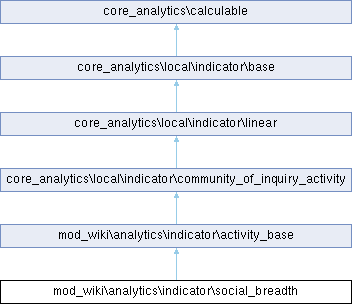 core_analytics\calculable
core_analytics\local\indicator\base
core_analytics\local\indicator\linear
core_analytics\local\indicator\community_of_inquiry_activity
mod_wiki\analytics\indicator\activity_base
mod_wiki\analytics\indicator\social_breadth